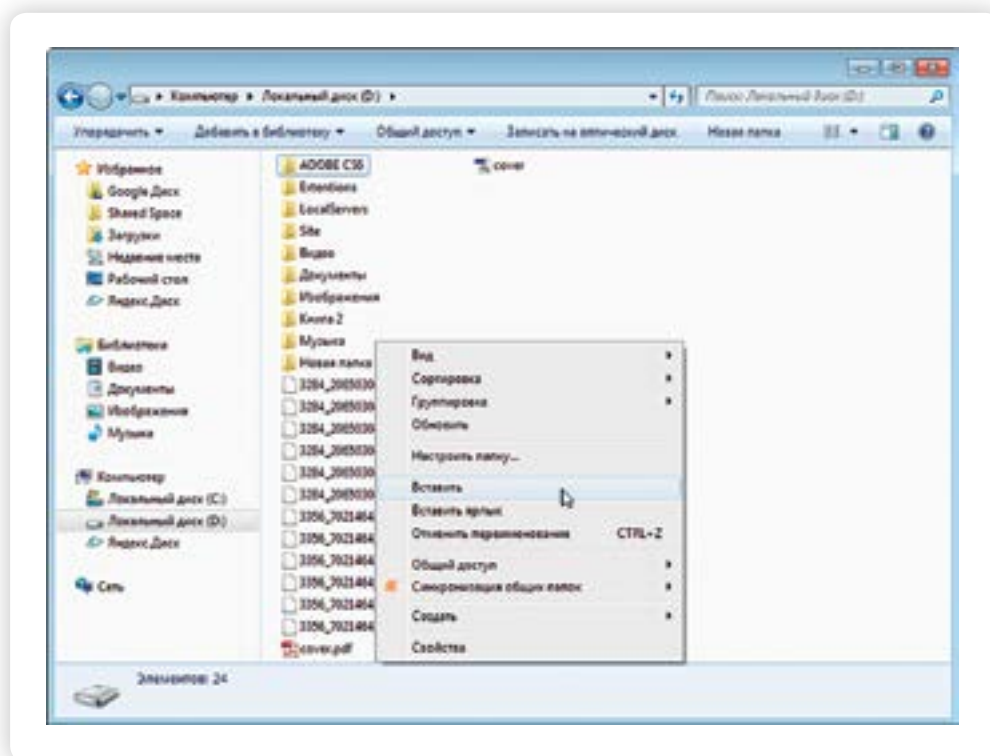 Компьютер ▸ Локальный диск (D:) ▸
Поиск: Локальный диск (D:)
Упорядочить
Добавить в библиотеку
Общий доступ
Записать на оптический диск
Новая папка
Избранное
Google Диск
Shared Space
Загрузки
Недавние места
Рабочий стол
Яндекс.Диск
Библиотеки
Видео
Документы
Изображения
Музыка
Компьютер
Локальный диск (C:)
Локальный диск (D:)
Яндекс.Диск
Сеть
ADOBE CS6
Extentions
LocalServers
Site
Видео
Документы
Изображения
Книга 2
Музыка
Новая папка
cover.pdf
cover
Вид
Сортировка
Группировка
Обновить
Настроить папку...
Вставить
Вставить ярлык
Отменить переименование CTRL+Z
Общий доступ
Синхронизация общих папок
Создать
Свойства
Элементов: 24